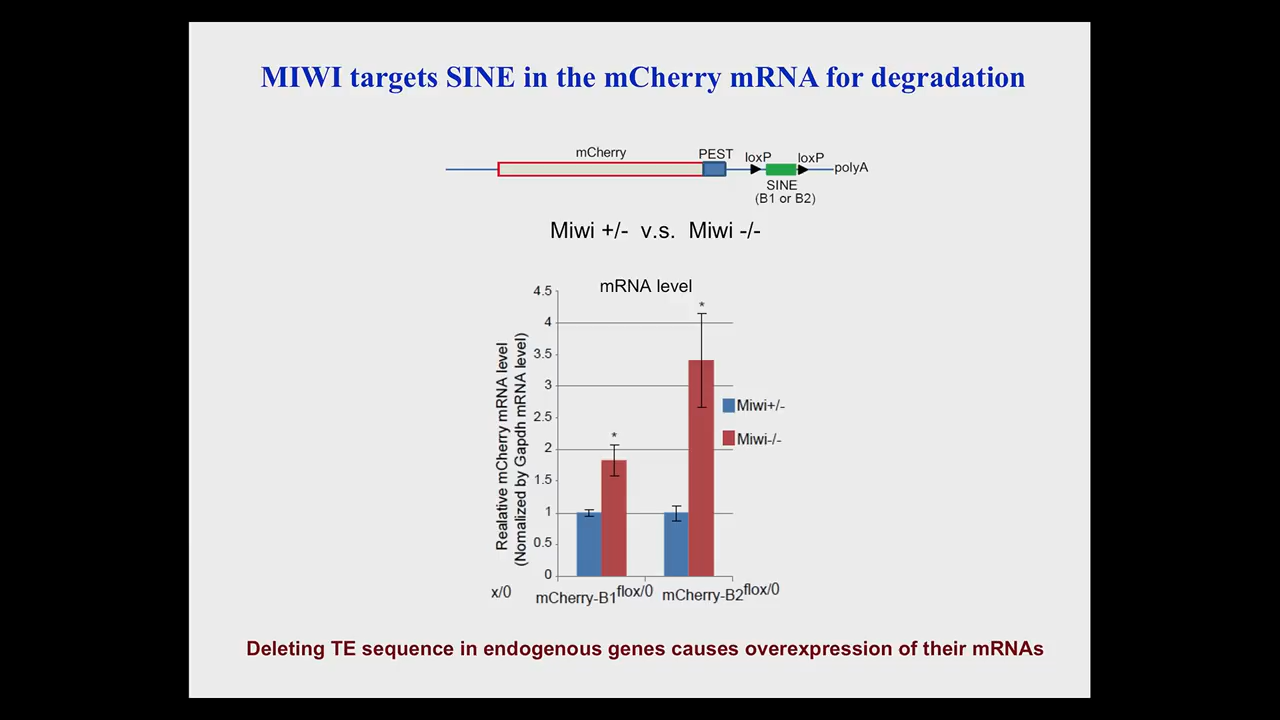 MIWI targets SINE in the mCherry mRNA for degradation
mCherry
PEST
loxP
loxP
polyA
SINE
(B1 or B2)
Miwi +/- v.s. Miwi -/-
mRNA level
Realative mCherry mRNA level
(Nomalized by Gapdh mRNA level)
4.5
4
3.5
3
2.5
2
1.5
1
0.5
0
*
*
Miwi+/-
Miwi-/-
x/0
mCherry-B1flox/0
mCherry-B2flox/0
Deleting TE sequence in endogenous genes causes overexpression of their mRNAs